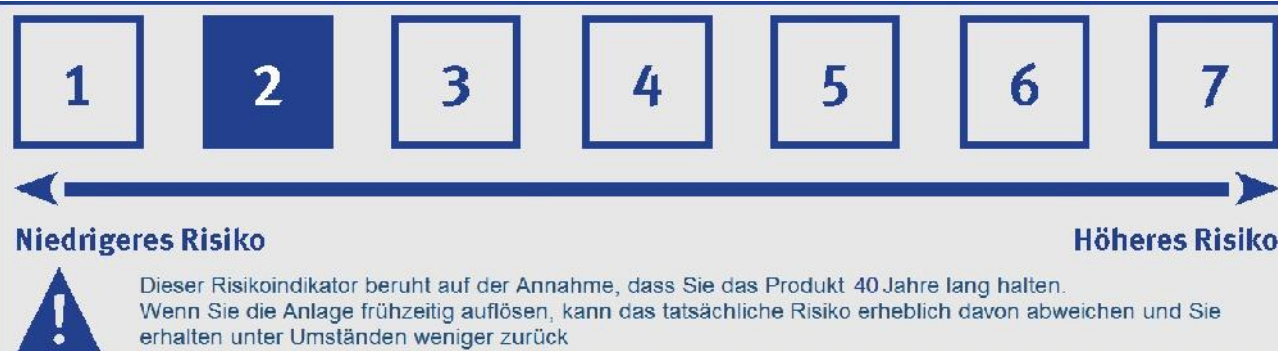 1 2 3 4 5 6 7
Niedrigeres Risiko Höheres Risiko
!
Dieser Risikoindikator beruht auf der Annahme, dass Sie das Produkt 40 Jahre lang halten.
Wenn Sie die Anlage frühzeitig auflösen, kann das tatsächliche Risiko erheblich davon abweichen und Sie
erhalten unter Umständen weniger zurück